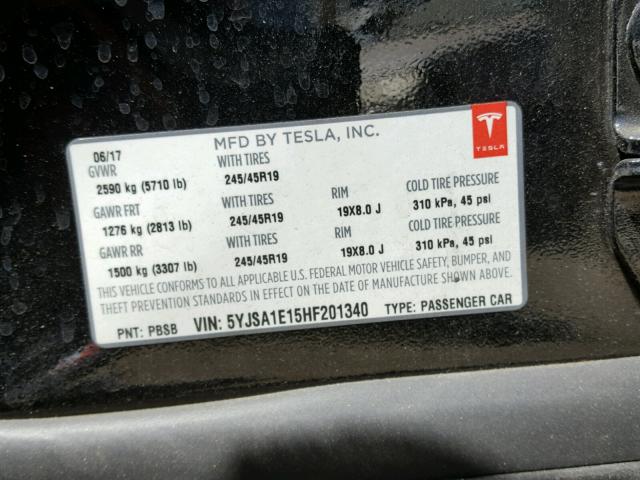 MFD BY TESLA, INC.
TESLA
06/17
GVWR WITH TIRES
2590 kg (5710 lb) 245/45R19
GAWR FRT WITH TIRES RIM COLD TIRE PRESSURE
1276 kg (2813 lb) 245/45R19 19X8.0 J 310 kPa, 45 psi
GAWR RR WITH TIRES RIM COLD TIRE PRESSURE
1500 kg (3307 lb) 245/45R19 19X8.0 J 310 kPa, 45 psi
THIS VEHICLE CONFORMS TO ALL APPLICABLE U.S. FEDERAL MOTOR VEHICLE SAFETY, BUMPER, AND
THEFT PREVENTION STANDARDS IN EFFECT ON THE DATE OF MANUFACTURE SHOWN ABOVE.
PNT: PBSB VIN: 5YJSA1E15HF201340 TYPE: PASSENGER CAR